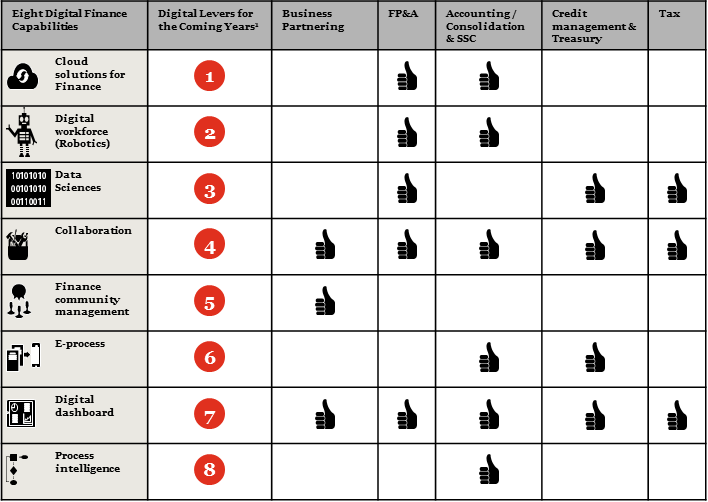 Eight Digital Finance
Capabilities
Digital Levers for
the Coming Years¹
Business
Partnering
FP&A
Accounting /
Consolidation
& SSC
Credit
management &
Treasury
Tax
Cloud
solutions for
Finance
1
Digital
workforce
(Robotics)
2
10101010
00101010
00110011
Data
Sciences
3
Collaboration
4
Finance
community
management
5
E-process
6
Digital
dashboard
7
Process
intelligence
8